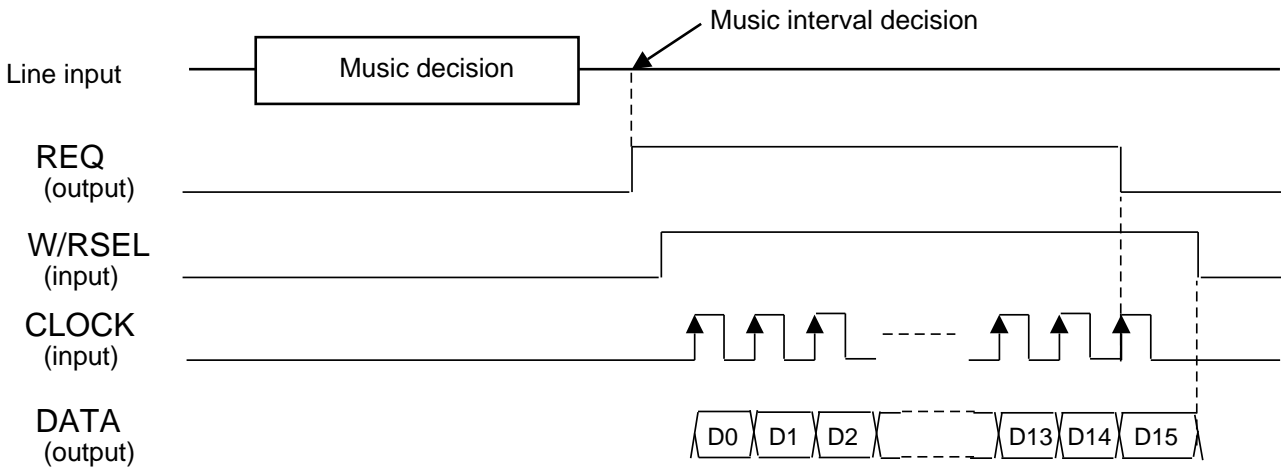 Music interval decision
Line input
Music decision
REQ
(output)
W/RSEL
(input)
CLOCK
(input)
DATA
(output)
D0 D1 D2 D13 D14 D15